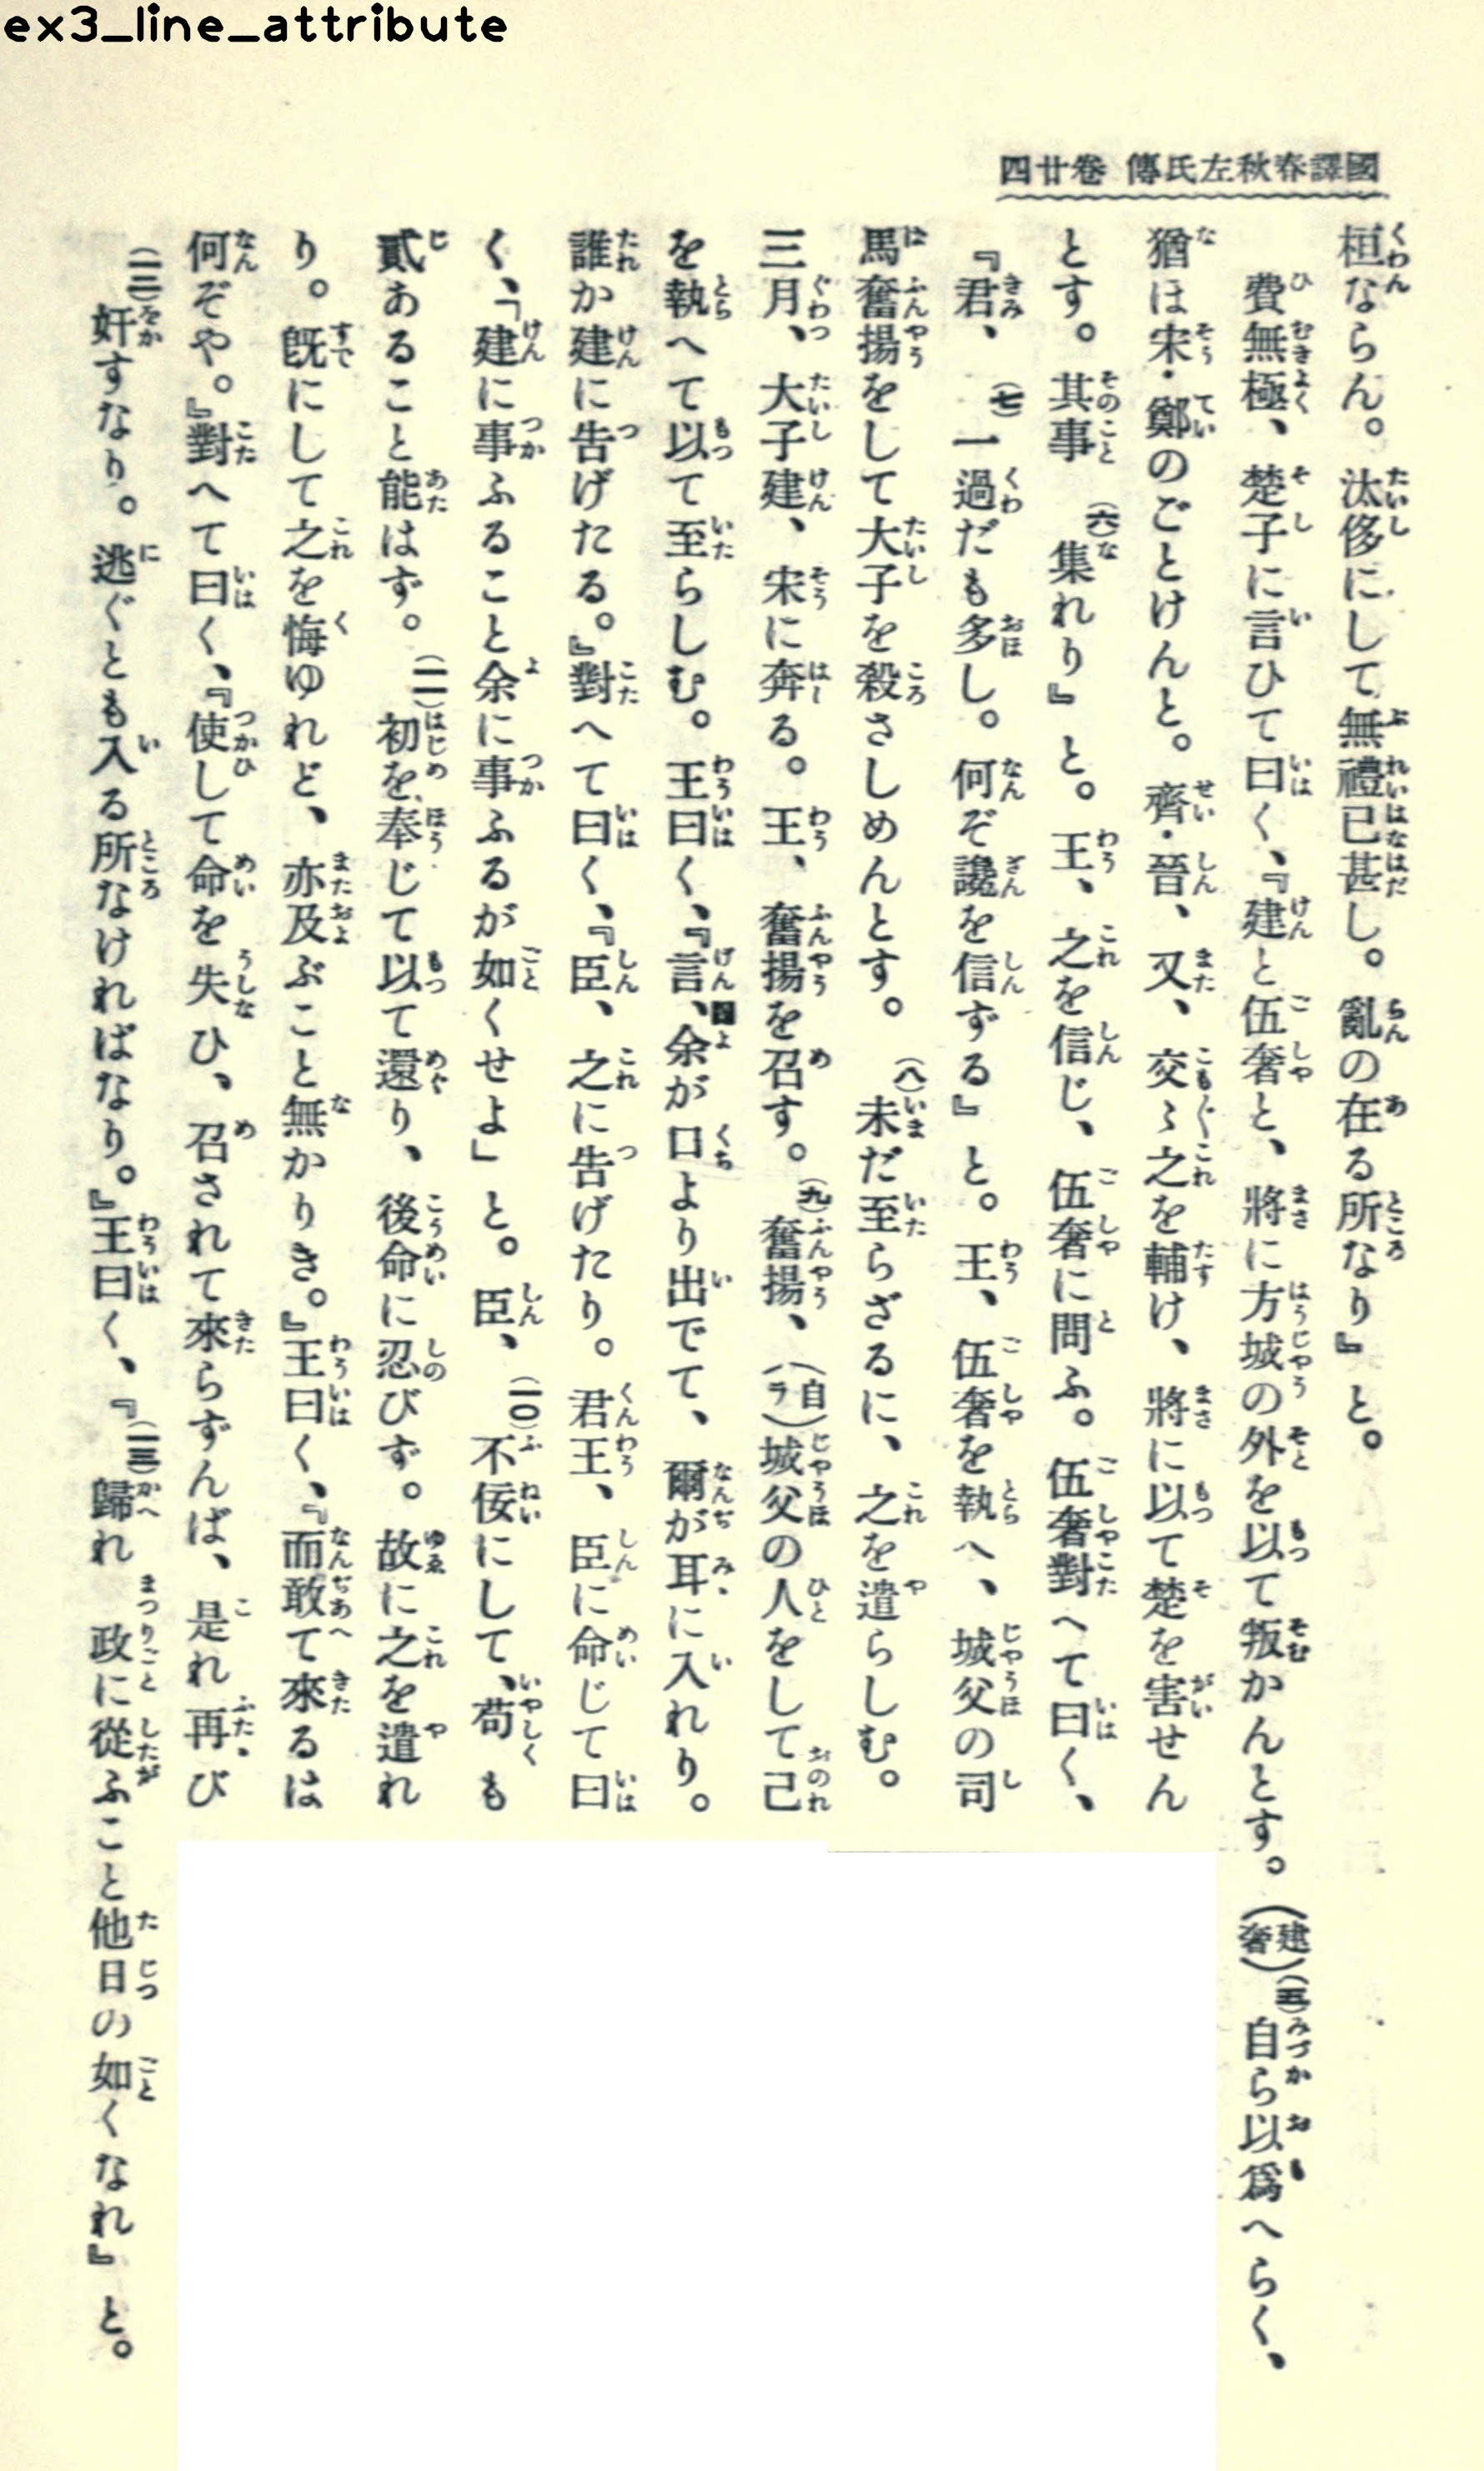 ex3_line_attribute
國譯春秋左氏傳 卷廿四
桓ならん。汰侈にして無禮已甚し。亂の在る所なり』と。
費無極、楚子に言ひて曰く、『建と伍奢と、將に方城の外を以て叛かんとす。(建奢)(五)自ら以爲へらく、
猶ほ宋・鄭のごとけんと。齊・晉、又、交〻之を輔け、將に以て楚を害せん
とす。其事(六)集れり』と。王、之を信じ、伍奢に問ふ。伍奢對へて曰く、
『君、(七)一過だも多し。何ぞ讒を信ずる』と。王、伍奢を執へ、城父の司
馬奮揚をして大子を殺さしめんとす。(八)未だ至らざるに、之を遣らしむ。
三月、大子建、宋に奔る。王、奮揚を召す。(九)奮揚、(自ラ)城父の人をして己
を執へて以て至らしむ。王曰く、『言、余が口より出でて、爾が耳に入れり。
誰か建に告げたる。』對へて曰く、『臣、之に告げたり。君王、臣に命じて曰
く、「建に事ふること余に事ふるが如くせよ」と。臣、(一〇)不佞にして、苟も
貳あること能はず。(一一)初を奉じて以て還り、後命に忍びず。故に之を遣れ
り。既にして之を悔ゆれど、亦及ぶこと無かりき。』王曰く、『而敢て來るは
何ぞや。』對へて曰く、『使して命を失ひ、召されて來らずんば、是れ再び
(一二)奸すなり。逃ぐとも入る所なければなり。』王曰く、『(一三)歸れ 政に從ふこと他日の如くなれ』と。